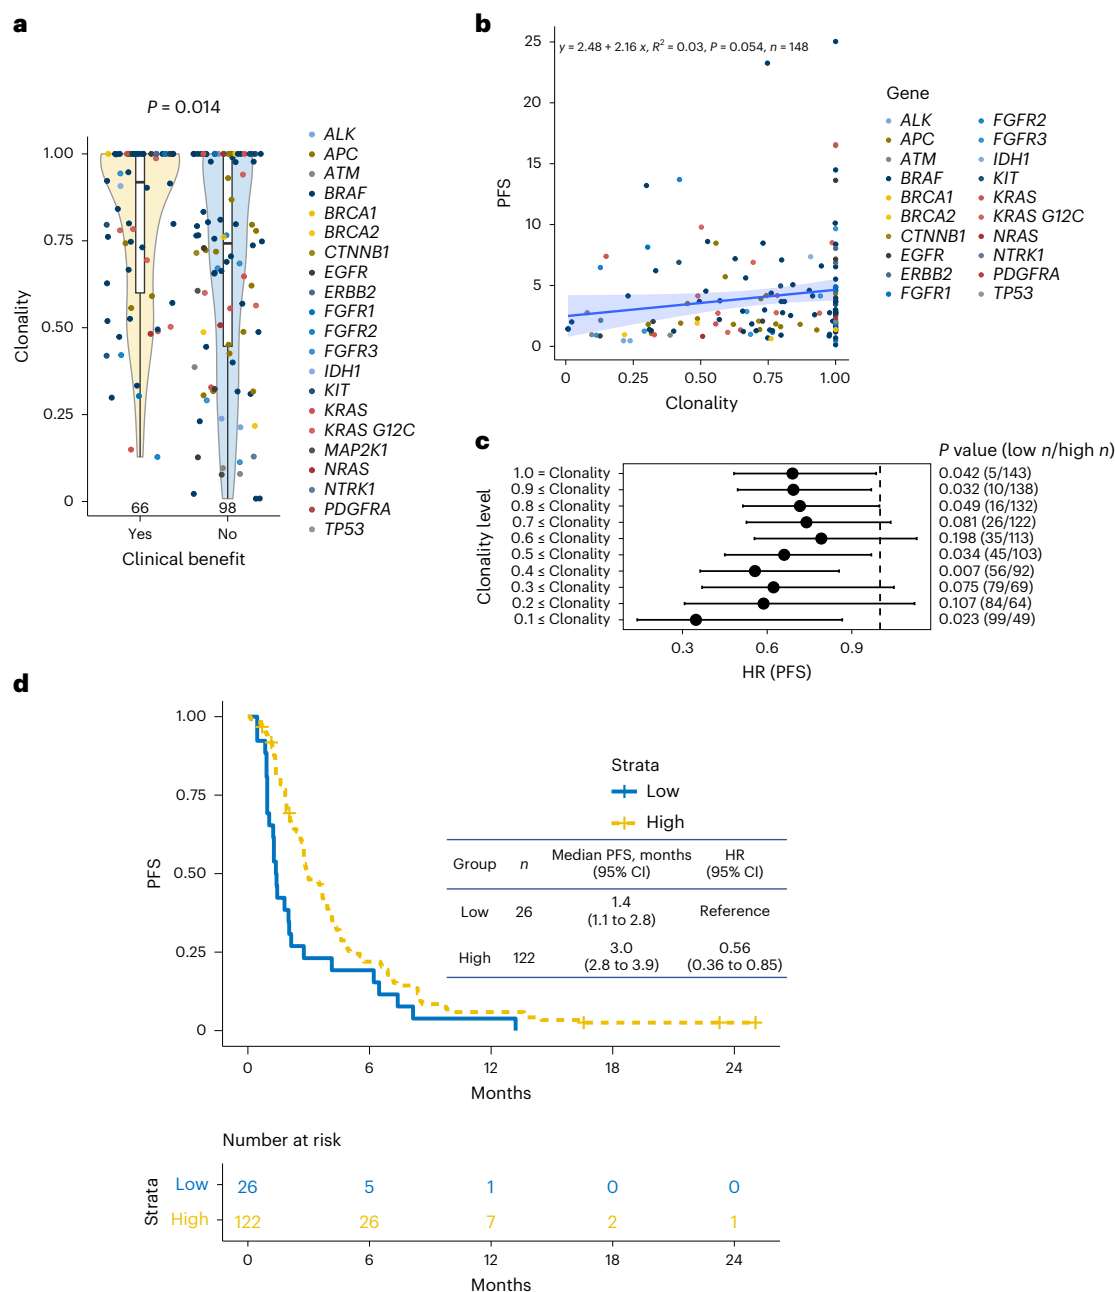 a
P = 0.014
Clonality
1.00
0.75
0.50
0.25
0
66
98
Yes
No
Clinical benefit
ALK
APC
ATM
BRAF
BRCA1
BRCA2
CTNNB1
EGFR
ERBB2
FGFR1
FGFR2
FGFR3
IDH1
KIT
KRAS
KRAS G12C
MAP2K1
NRAS
NTRK1
PDGFRA
TP53
b
y = 2.48 + 2.16 x, R² = 0.03, P = 0.054, n = 148
PFS
25
20
15
10
5
0
0
0.25
0.50
0.75
1.00
Clonality
Gene
ALK
APC
ATM
BRAF
BRCA1
BRCA2
CTNNB1
EGFR
ERBB2
FGFR1
FGFR2
FGFR3
IDH1
KIT
KRAS
KRAS G12C
NRAS
NTRK1
PDGFRA
TP53
c
P value (low n/high n)
Clonality level
1.0 = Clonality 0.042 (5/143)
0.9 ≤ Clonality 0.032 (10/138)
0.8 ≤ Clonality 0.049 (16/132)
0.7 ≤ Clonality 0.081 (26/122)
0.6 ≤ Clonality 0.198 (35/113)
0.5 ≤ Clonality 0.034 (45/103)
0.4 ≤ Clonality 0.007 (56/92)
0.3 ≤ Clonality 0.075 (79/69)
0.2 ≤ Clonality 0.107 (84/64)
0.1 ≤ Clonality 0.023 (99/49)
0.3 0.6 0.9
HR (PFS)
d
PFS
1.00
0.75
0.50
0.25
0
0 6 12 18 24
Months
Strata
Low
High
Group n Median PFS, months (95% CI) HR (95% CI)
Low 26 1.4 (1.1 to 2.8) Reference
High 122 3.0 (2.8 to 3.9) 0.56 (0.36 to 0.85)
Number at risk
Strata
Low 26 5 1 0 0
High 122 26 7 2 1
0 6 12 18 24
Months